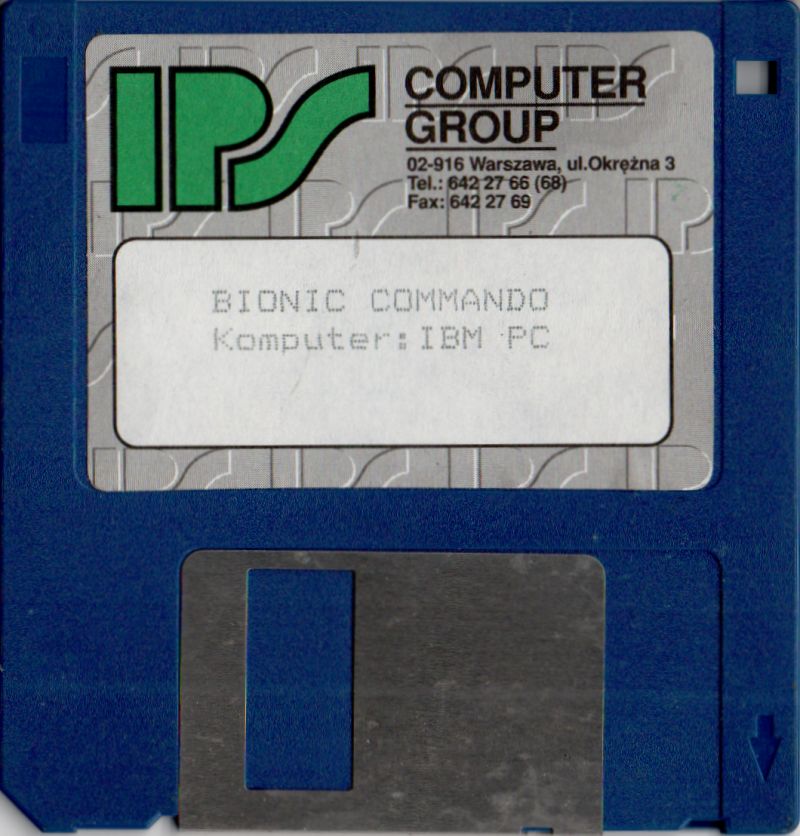 IPS
COMPUTER
GROUP
02-916 Warszawa, ul.Okrężna 3
Tel.: 642 27 66 (68)
Fax: 642 27 69
BIONIC COMMANDO
Komputer: IBM PC